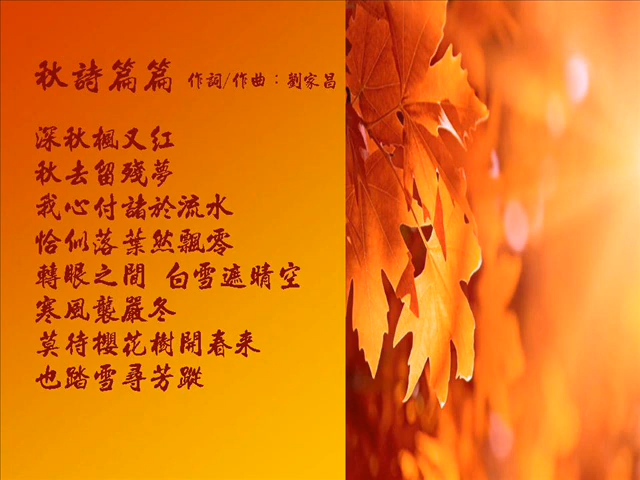 秋詩篇篇 作詞/作曲：劉家昌
深秋楓又紅
秋去留殘夢
我心付諸於流水
恰似落葉然飄零
轉眼之間 白雪遮晴空
寒風襲嚴冬
莫待櫻花樹開春來
也踏雪尋芳蹤